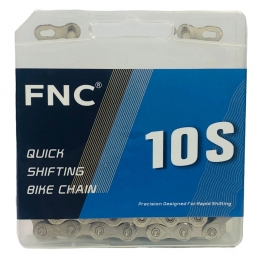 FNC®
10S
QUICK
SHIFTING
BIKE CHAIN
Precision Designed For Rapid Shifting